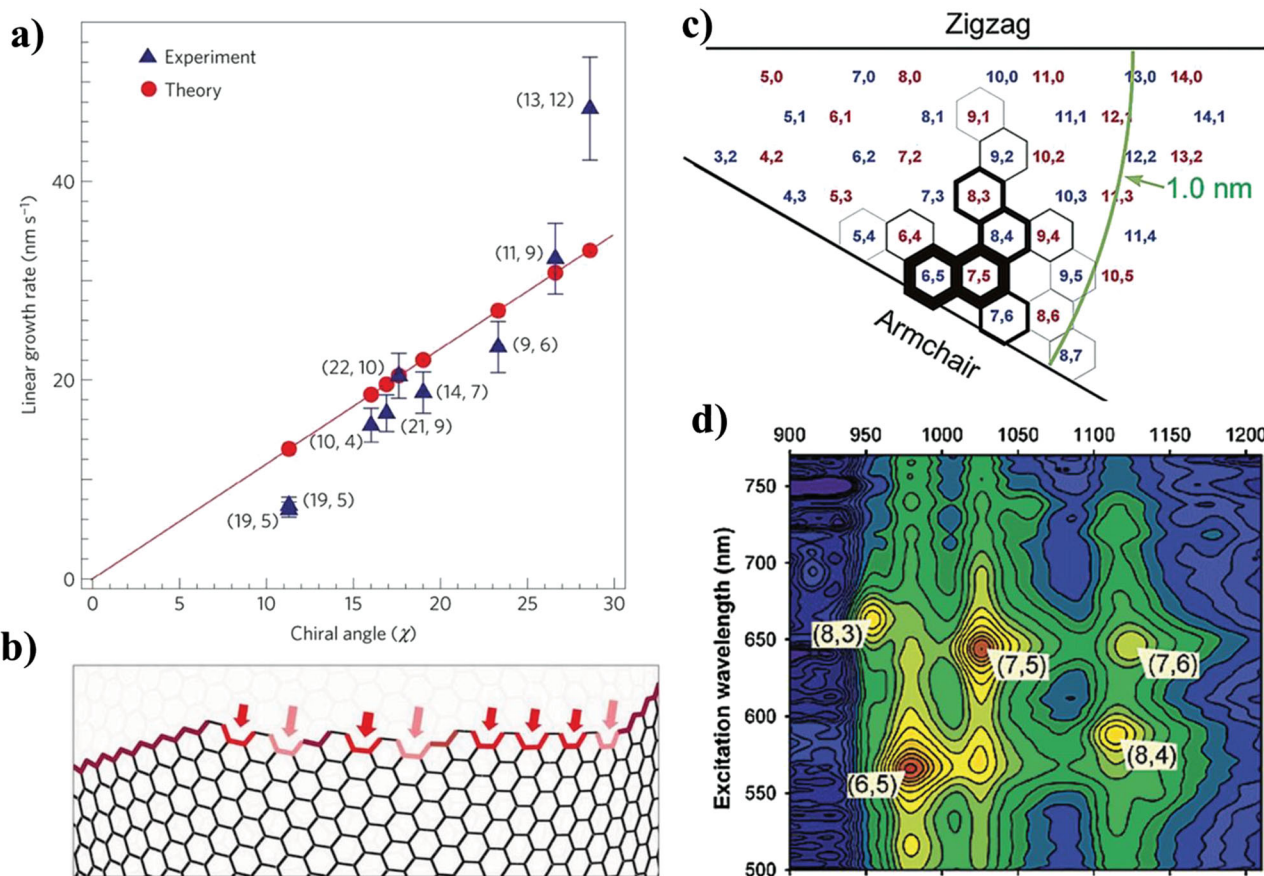 a)
Experiment
Theory
Linear growth rate (nm s⁻¹)
40
20
0
(13, 12)
(11, 9)
(9, 6)
(22, 10)
(14, 7)
(21, 9)
(10, 4)
(19, 5)
(19, 5)
0 5 10 15 20 25 30
Chiral angle (χ)
b)
c)
Zigzag
5,0 7,0 8,0 10,0 11,0 13,0 14,0
5,1 6,1 8,1 9,1 11,1 12,1 14,1
3,2 4,2 6,2 7,2 9,2 10,2 12,2 13,2
4,3 5,3 7,3 8,3 10,3 11,3
1.0 nm
5,4 6,4 8,4 9,4 11,4
6,5 7,5 9,5 10,5
7,6 8,6
8,7
Armchair
d)
900 950 1000 1050 1100 1150 1200
Excitation wavelength (nm)
750
700
650
600
550
500
(8,3)
(7,5)
(7,6)
(8,4)
(6,5)